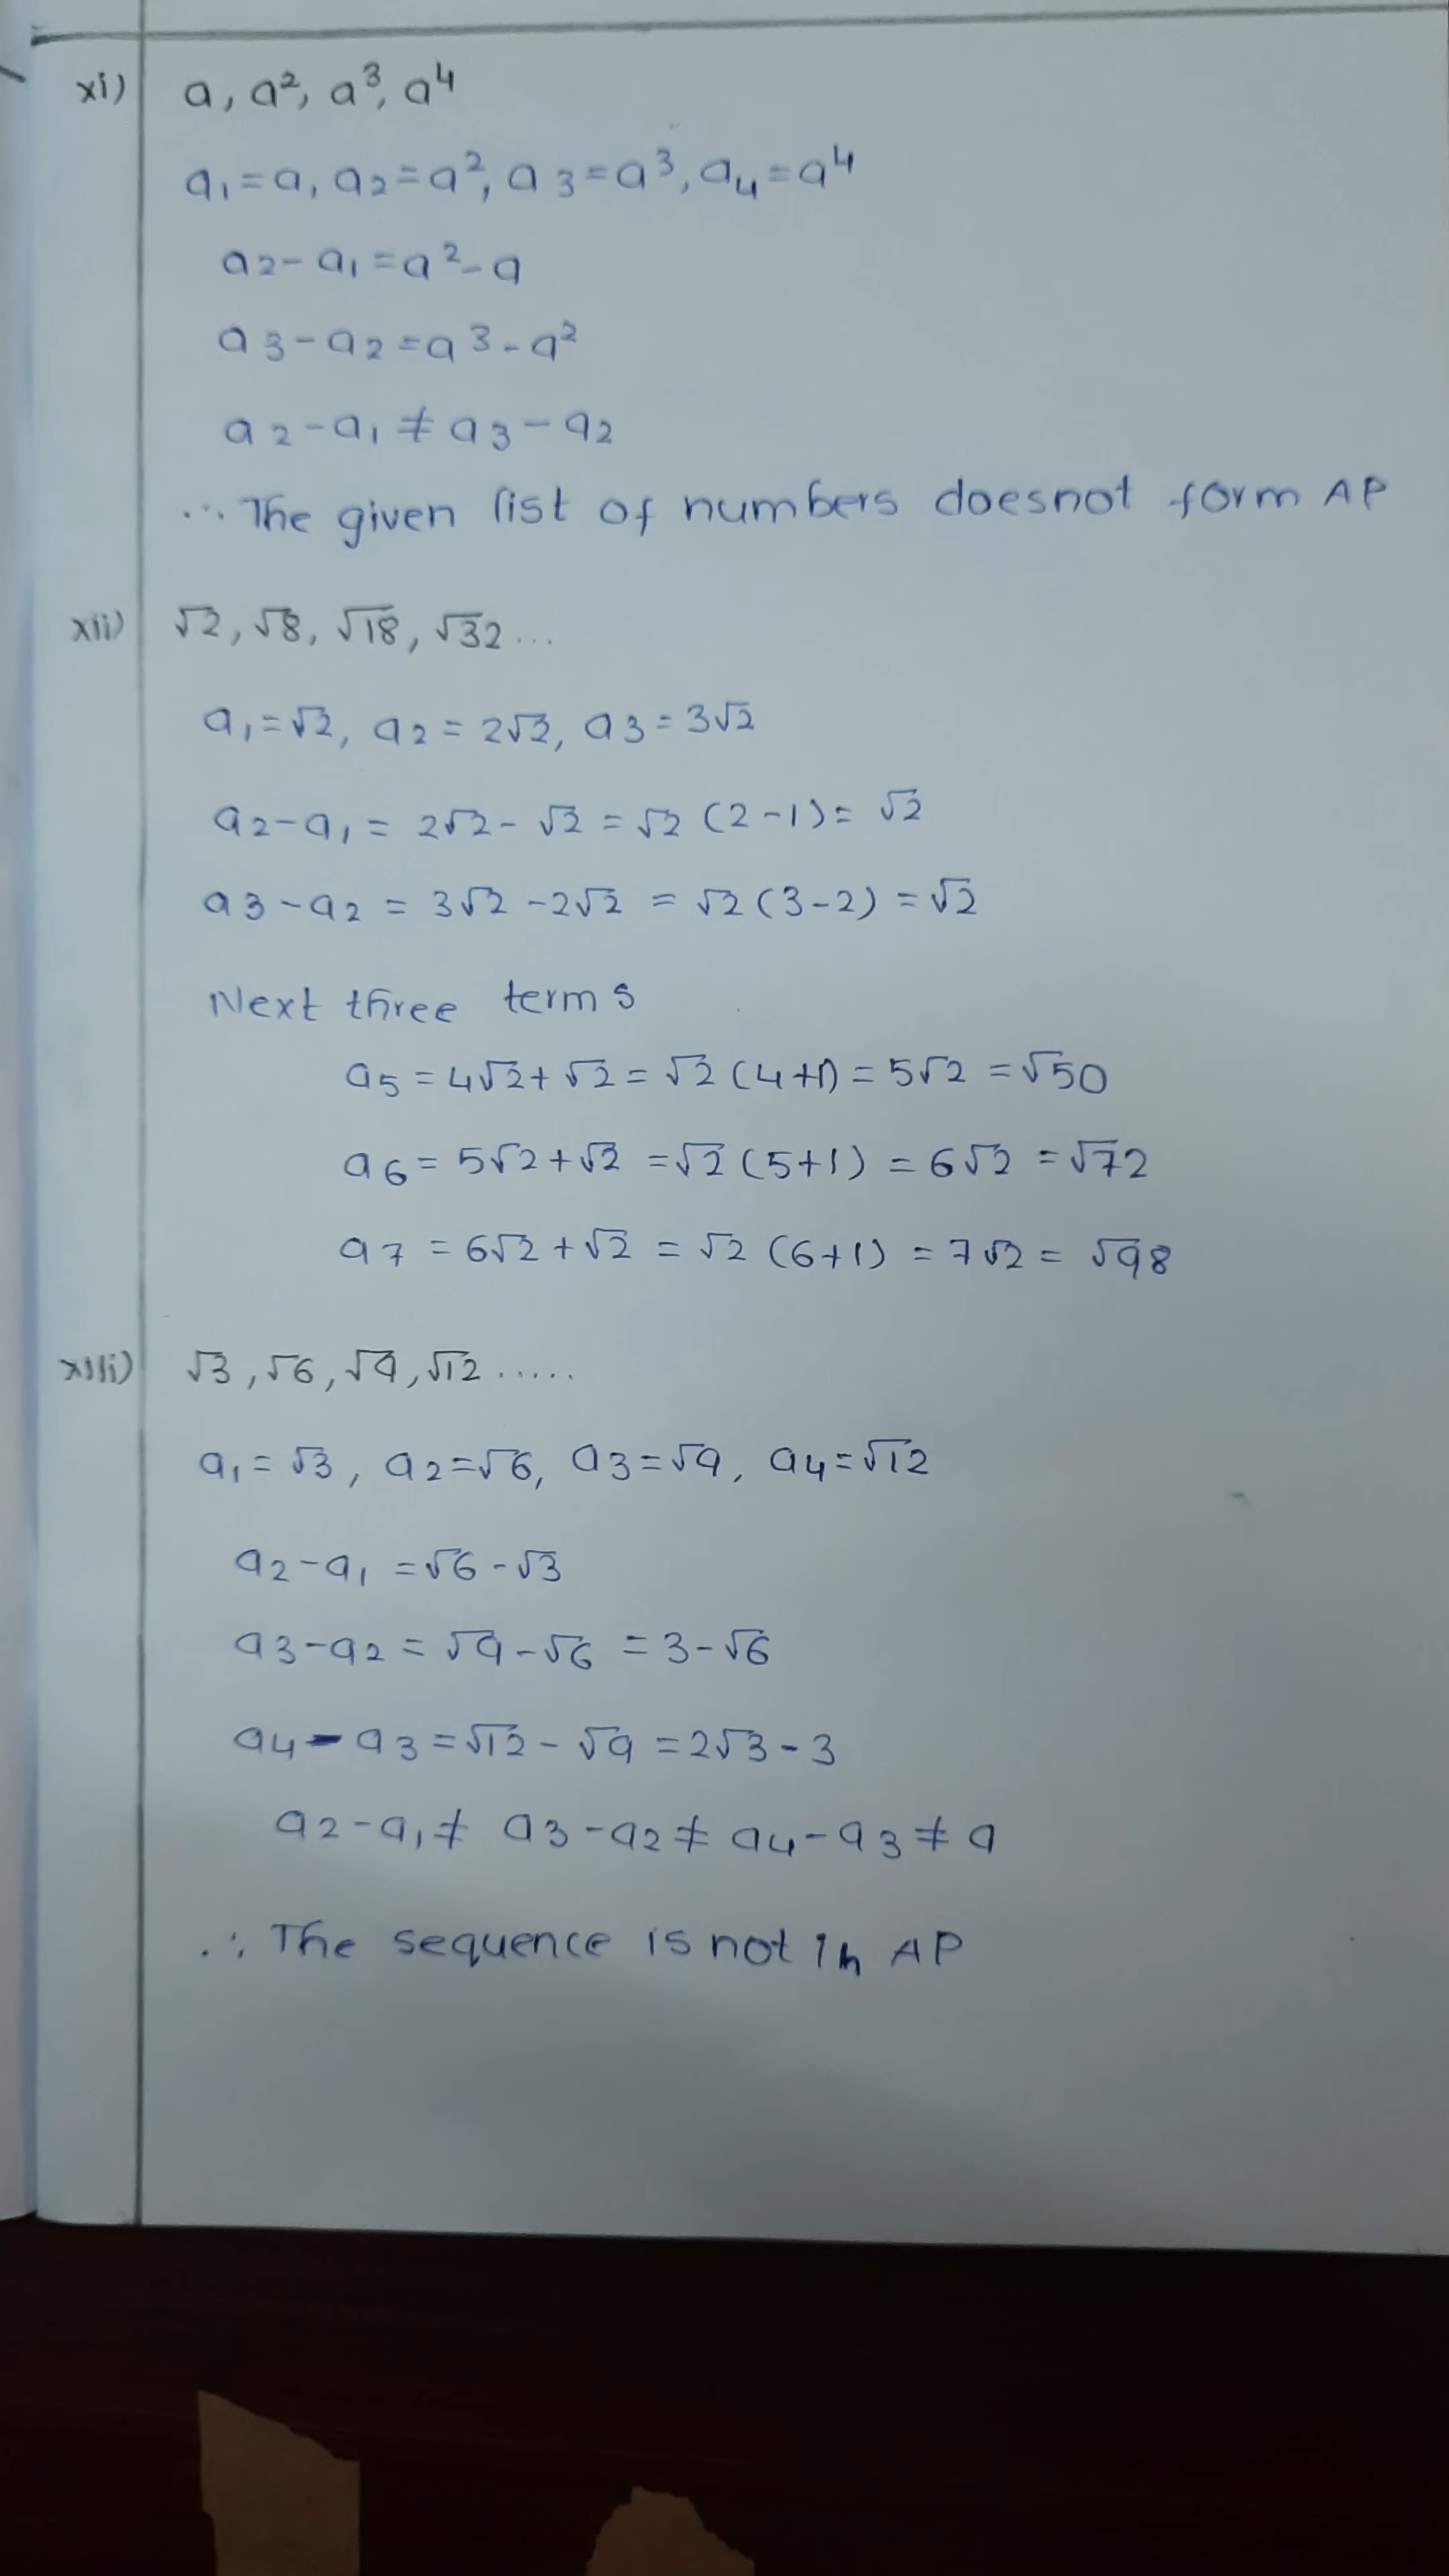 xi) a, a², a³, a⁴
a₁=a, a₂=a², a₃=a³, a₄=a⁴
a₂-a₁=a²-a
a₃-a₂=a³-a²
a₂-a₁≠a₃-a₂
∴ The given list of numbers doesnot form AP
xii) √2, √8, √18, √32 ...
a₁=√2, a₂=2√2, a₃=3√2
a₂-a₁= 2√2-√2 = √2 (2-1)= √2
a₃-a₂ = 3√2-2√2 = √2(3-2) = √2
Next three terms
a₅=4√2+√2=√2(4+1)=5√2=√50
a₆= 5√2+√2 =√2(5+1) = 6√2 =√72
a₇ = 6√2+√2 = √2 (6+1) = 7√2 = √98
xiii) √3, √6, √9, √12 .....
a₁=√3, a₂=√6, a₃=√9, a₄=√12
a₂-a₁ =√6-√3
a₃-a₂ = √9-√6 = 3-√6
a₄-a₃=√12-√9=2√3-3
a₂-a₁≠ a₃-a₂≠ a₄-a₃≠a
∴ The sequence is not in AP